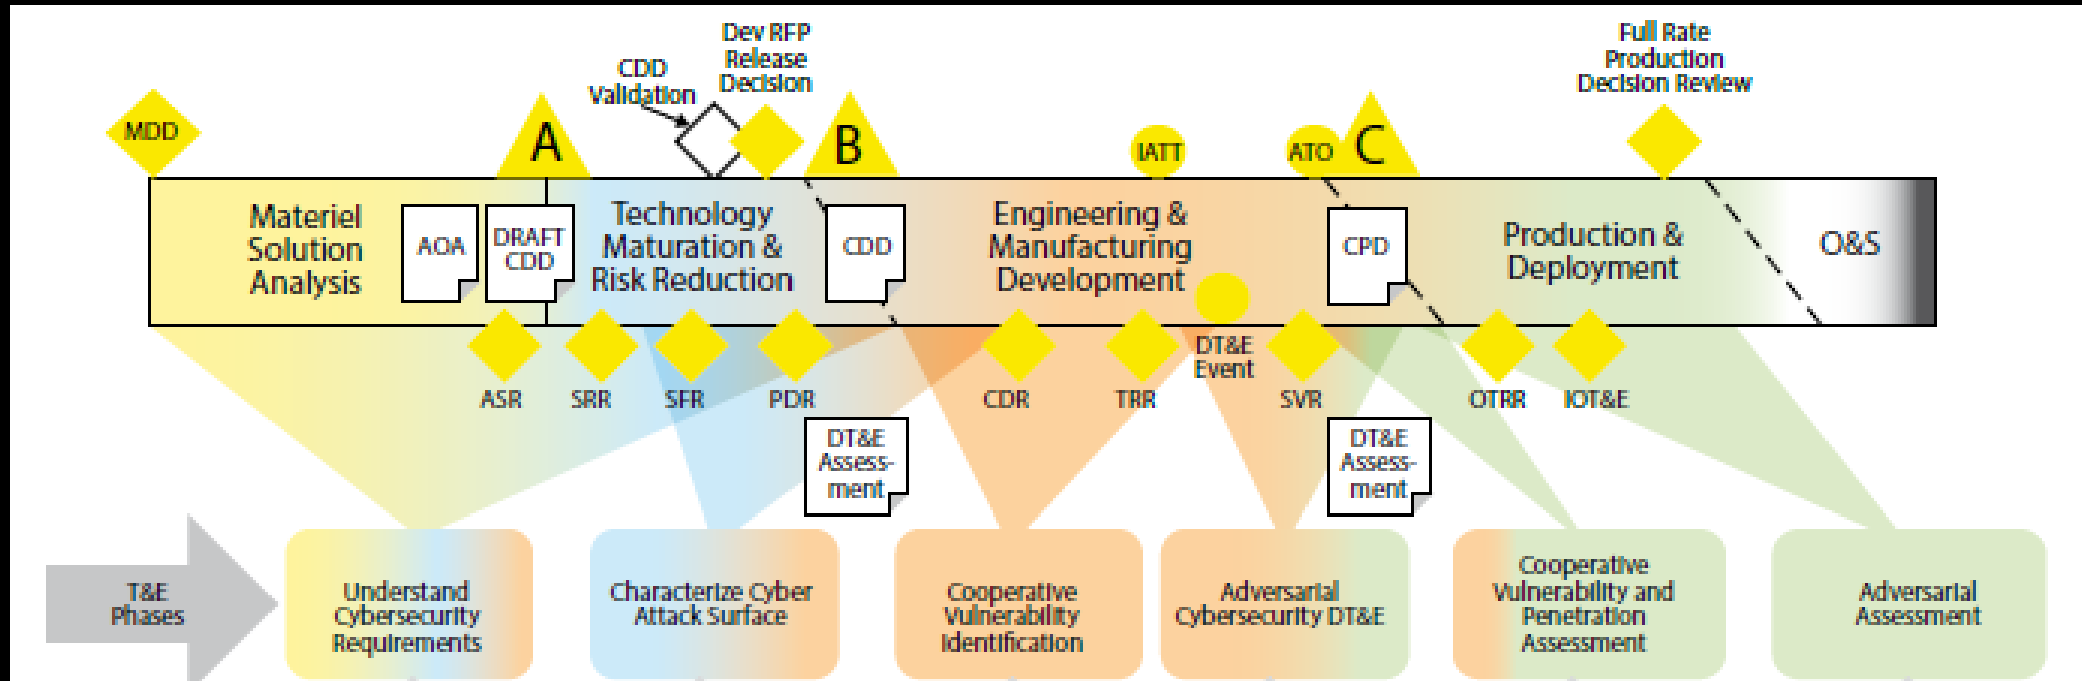 Dev RFP
Release
Decision
Full Rate
Production
Decision Review
CDD
Validation
MDD
A
B
IATT
ATO
C
Materiel
Solution
Analysis
AOA
DRAFT
CDD
Technology
Maturation &
Risk Reduction
CDD
Engineering &
Manufacturing
Development
CPD
Production &
Deployment
O&S
ASR
SRR
SFR
PDR
CDR
TRR
DT&E
Event
SVR
OTRR
IOT&E
DT&E
Assess-
ment
DT&E
Assess-
ment
T&E
Phases
Understand
Cybersecurity
Requirements
Characterize Cyber
Attack Surface
Cooperative
Vulnerability
Identification
Adversarial
Cybersecurity DT&E
Cooperative
Vulnerability and
Penetration
Assessment
Adversarial
Assessment